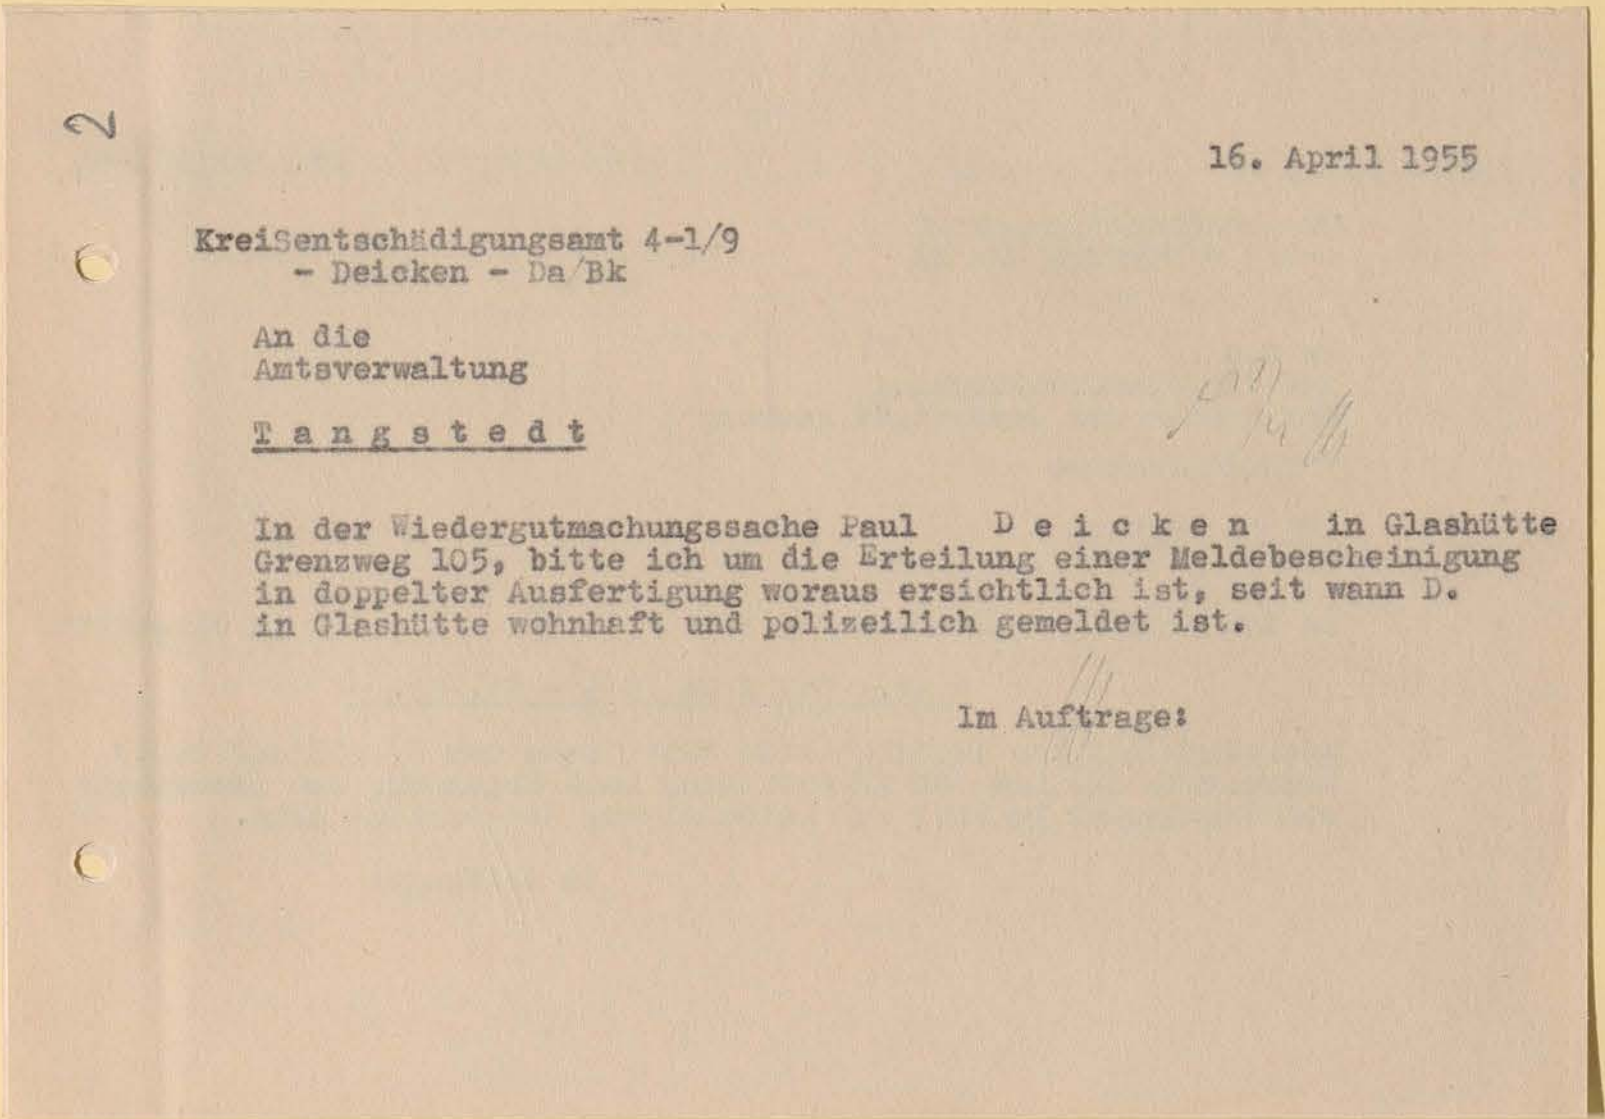 2
16. April 1955
Kreisentschädigungsamt 4-1/9
- Deicken - Da/Bk
An die
Amtsverwaltung
T a n g s t e d t
In der Wiedergutmachungssache Paul D e i c k e n in Glashütte
Grenzweg 105, bitte ich um die Erteilung einer Meldebescheinigung
in doppelter Ausfertigung woraus ersichtlich ist, seit wann D.
in Glashütte wohnhaft und polizeilich gemeldet ist.
Im Auftrage: